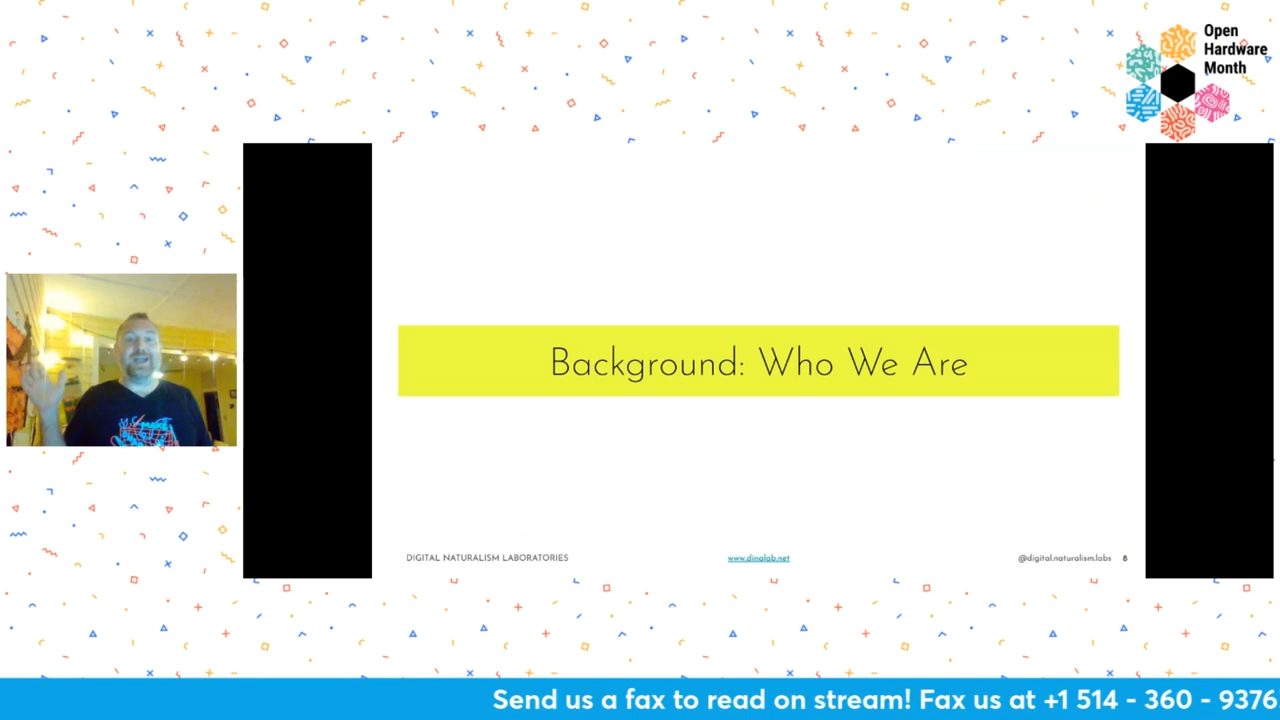 Open
Hardware
Month
Background: Who We Are
DIGITAL NATURALISM LABORATORIES
www.dinalab.net
@digital.naturalism.labs 8
Send us a fax to read on stream! Fax us at +1 514 - 360 - 9376